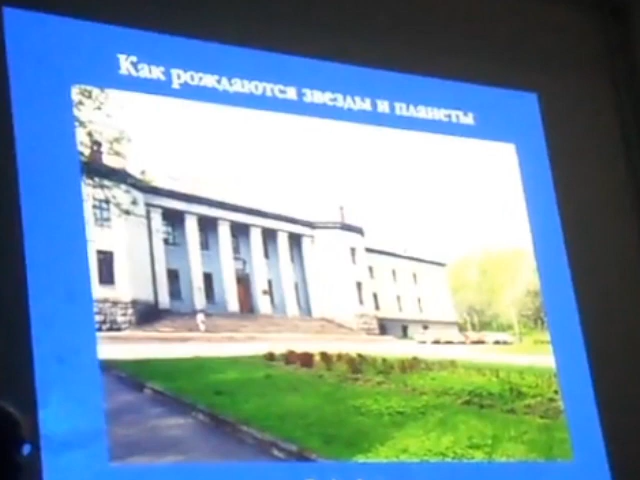 Как рождаются звезды и планеты